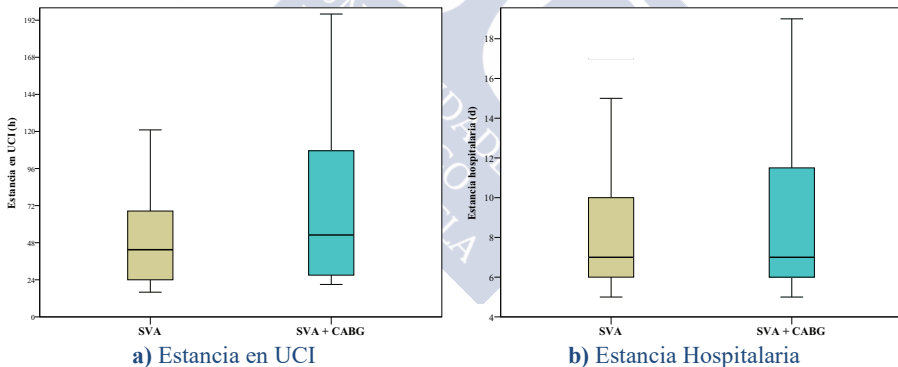 Estancia en UCI (h)
192
168
144
120
96
72
48
24
0
SVA
SVA + CABG
a) Estancia en UCI
Estancia hospitalaria (d)
18
16
14
12
10
8
6
4
SVA
SVA + CABG
b) Estancia Hospitalaria